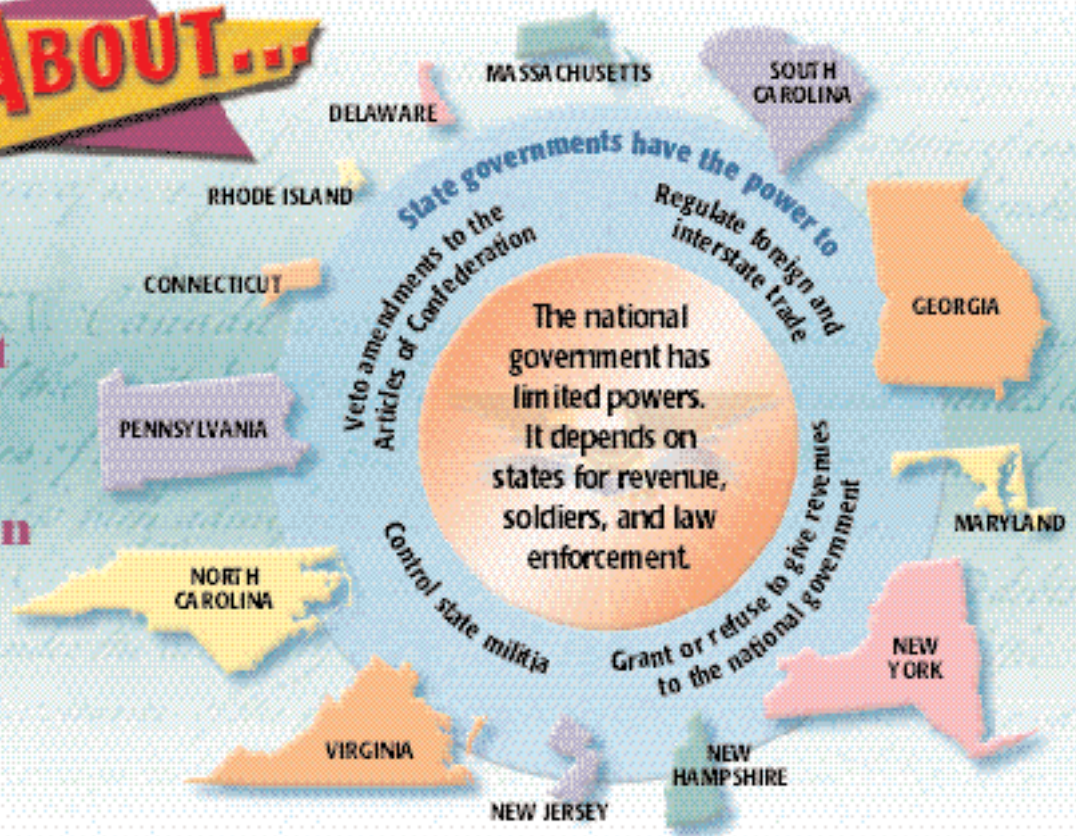 ABOUT...
MASSACHUSETTS
SOUTH
CAROLINA
DELAWARE
RHODE ISLAND
CONNECTICUT
GEORGIA
PENNSYLVANIA
MARYLAND
NORTH
CAROLINA
NEW
YORK
VIRGINIA
NEW JERSEY
NEW
HAMPSHIRE
State governments have the power to
Veto amendments to the
Articles of Confederation
Regulate foreign and
interstate trade
Control state militia
Grant or refuse to give revenues
to the national government
The national
government has
limited powers.
It depends on
states for revenue,
soldiers, and law
enforcement.
n